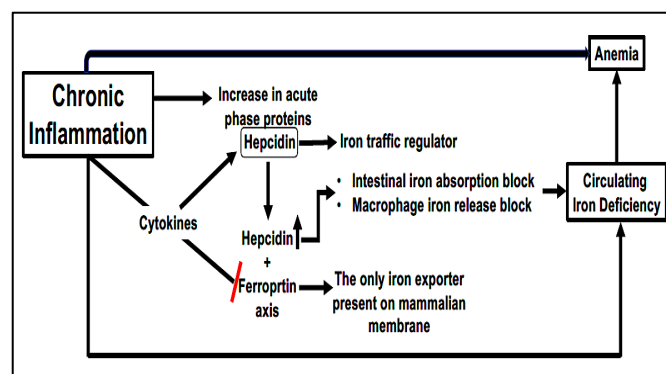 Anemia
Chronic
Inflammation
Increase in acute
phase proteins
Hepcidin
Iron traffic regulator
• Intestinal iron absorption block
• Macrophage iron release block
Circulating
Iron Deficiency
Cytokines
Hepcidin
+
Ferroprtin
axis
The only iron exporter
present on mammalian
membrane